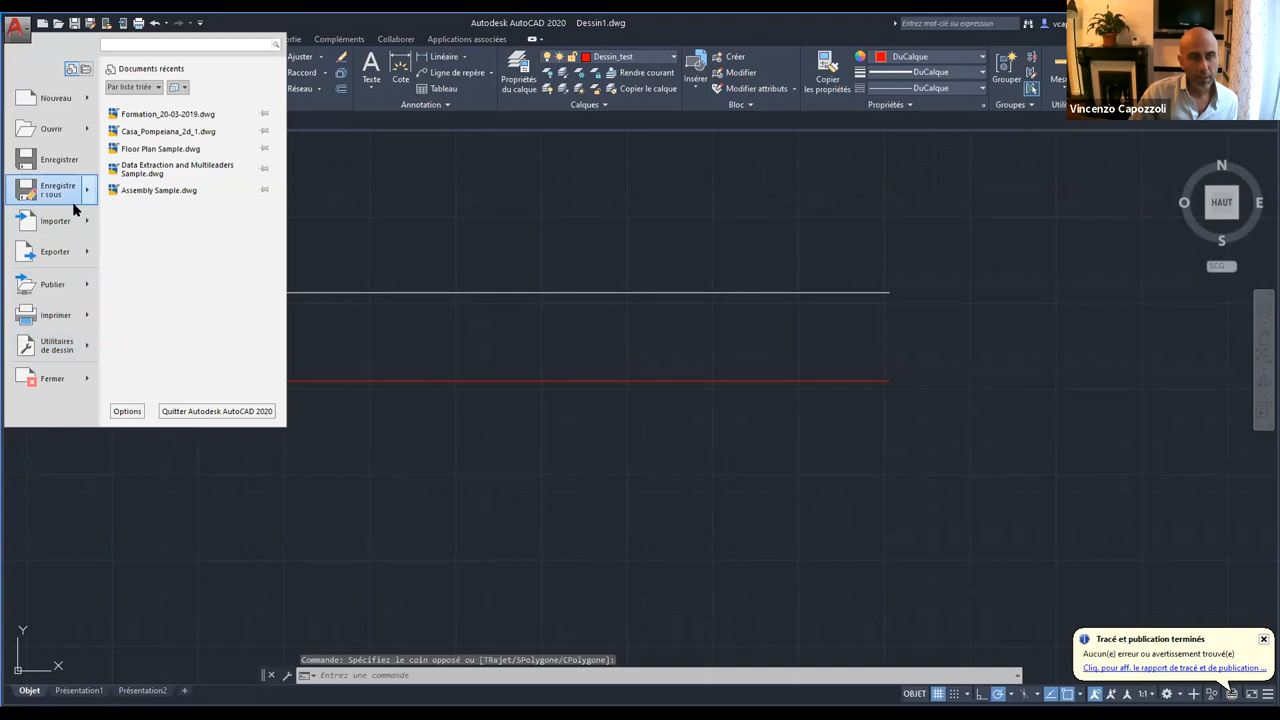 Autodesk AutoCAD 2020 Dessin1.dwg
Entrez mot-clé ou expression
Compléments Collaborer Applications associées
Documents récents
Par liste triée
Nouveau
Ouvrir
Enregistrer
Enregistre
r sous
Importer
Exporter
Publier
Imprimer
Utilitaires
de dessin
Fermer
Formation_20-03-2019.dwg
Casa_Pompeiana_2d_1.dwg
Floor Plan Sample.dwg
Data Extraction and Multileaders
Sample.dwg
Assembly Sample.dwg
Options
Quitter Autodesk AutoCAD 2020
Ajuster
Raccord
Réseau
Texte
Cote
Linéaire
Ligne de repère
Tableau
Annotation
Propriétés
du calque
Dessin_test
Rendre courant
Copier le calque
Calques
Insérer
Créer
Modifier
Modifier les attributs
Bloc
Copier
les propriétés
DuCalque
DuCalque
DuCalque
Propriétés
Grouper
Groupes
Vincenzo Capozzoli
N
O
HAUT
E
S
SCG
Y
X
Commande: Spécifiez le coin opposé ou [TRajet/SPolygone/CPolygone]:
Entrez une commande
Tracé et publication terminés
Aucun(e) erreur ou avertissement trouvé(e)
Cliq. pour aff. le rapport de tracé et de publication ...
Objet Présentation1 Présentation2 +
OBJET
1:1